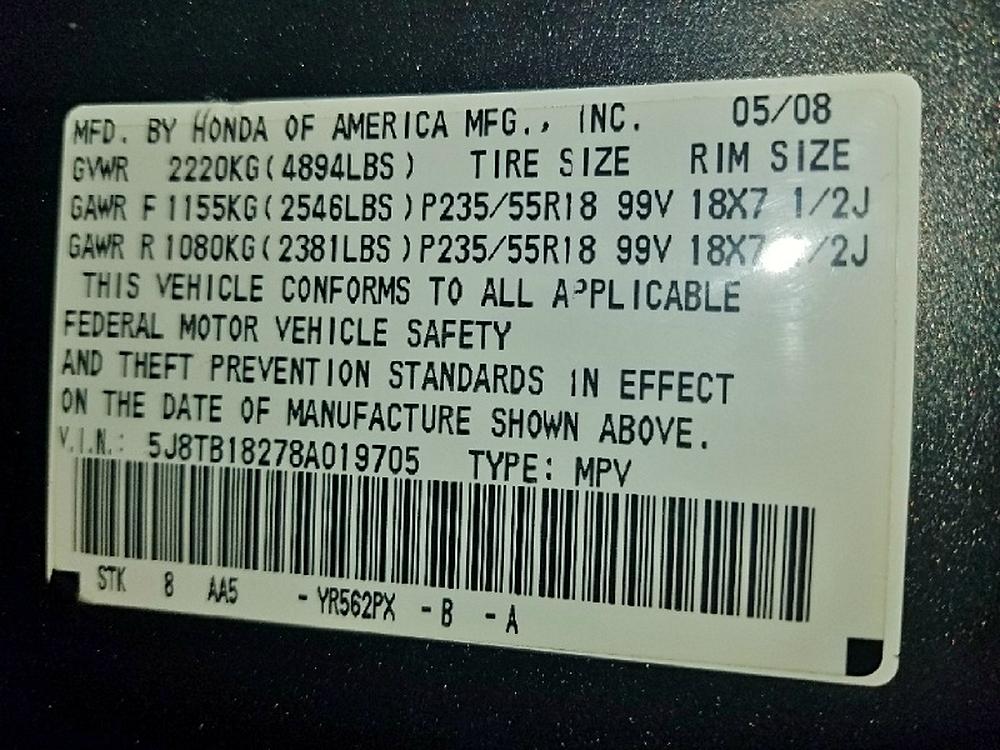 MFD. BY HONDA OF AMERICA MFG., INC. 05/08
GVWR 2220KG(4894LBS) TIRE SIZE RIM SIZE
GAWR F 1155KG(2546LBS) P235/55R18 99V 18X7 1/2J
GAWR R 1080KG(2381LBS) P235/55R18 99V 18X7 1/2J
THIS VEHICLE CONFORMS TO ALL APPLICABLE
FEDERAL MOTOR VEHICLE SAFETY
AND THEFT PREVENTION STANDARDS IN EFFECT
ON THE DATE OF MANUFACTURE SHOWN ABOVE.
V.I.N.: 5J8TB18278A019705 TYPE: MPV
STK 8 AA5 - YR562PX - B - A